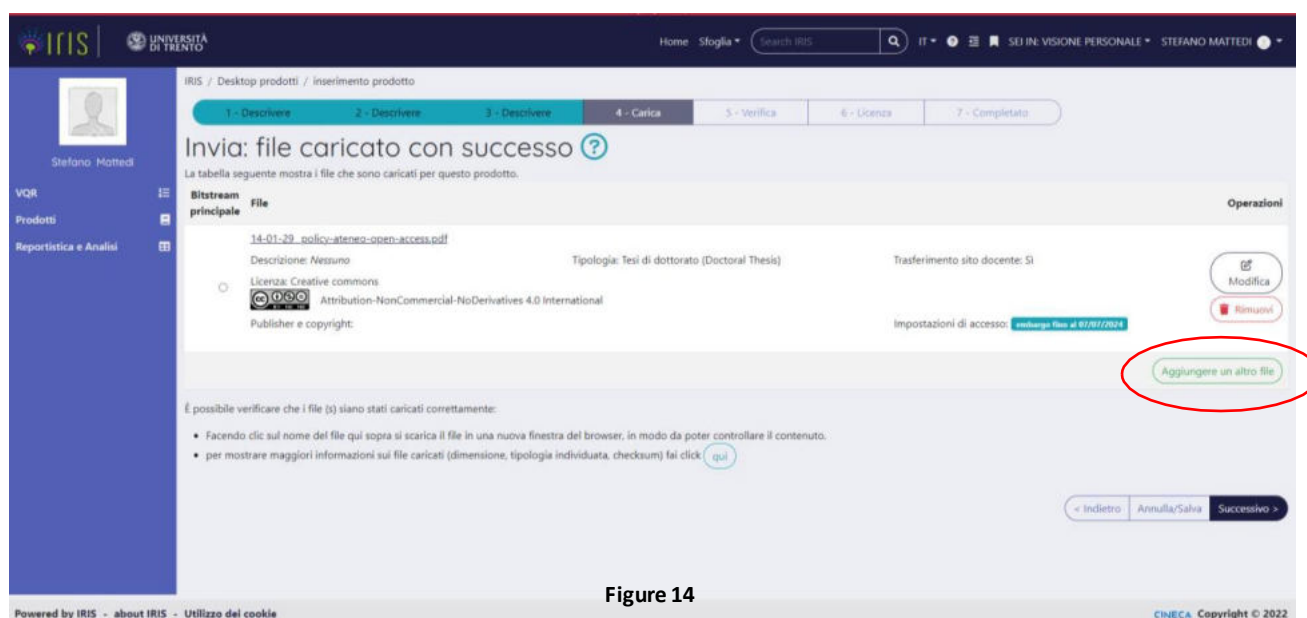 IRIS
UNIVERSITÀ DI TRENTO
Home Sfoglia Search IRIS IT SEI IN: VISIONE PERSONALE STEFANO MATTEDI
IRIS / Desktop prodotti / inserimento prodotto
1 - Descrivere 2 - Descrivere 3 - Descrivere 4 - Carica 5 - Verifica 6 - Licenza 7 - Completato
Stefano Mattedi
VQR
Prodotti
Reportistica e Analisi
Invia: file caricato con successo ?
La tabella seguente mostra i file che sono caricati per questo prodotto.
Bitstream principale File Operazioni
14-01-29_policy-ateneo-open-access.pdf
Descrizione: Nessuno Tipologia: Tesi di dottorato (Doctoral Thesis) Trasferimento sito docente: Sì
Modifica
Licenza: Creative commons
Attribution-NonCommercial-NoDerivatives 4.0 International
Rimuovi
Publisher e copyright: Impostazioni di accesso: embargo fino al 07/07/2024
Aggiungere un altro file
É possibile verificare che i file (s) siano stati caricati correttamente:
• Facendo clic sul nome del file qui sopra si scarica il file in una nuova finestra del browser, in modo da poter controllare il contenuto.
• per mostrare maggiori informazioni sui file caricati (dimensione, tipologia individuata, checksum) fai click qui
< Indietro Annulla/Salva Successivo >
Figure 14
Powered by IRIS - about IRIS - Utilizzo dei cookie CINECA Copyright © 2022